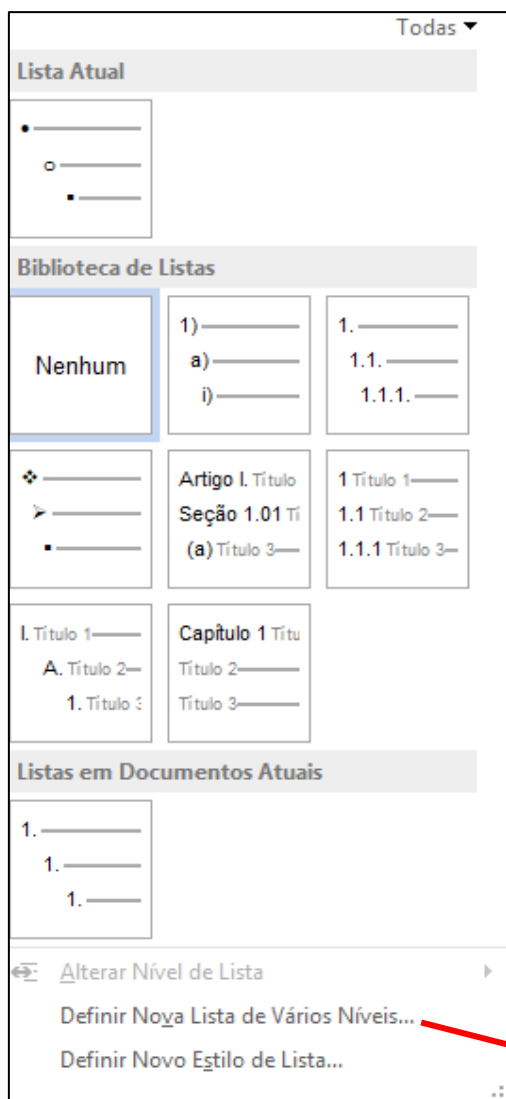 Todas
Lista Atual
Biblioteca de Listas
Nenhum
1)
a)
i)
1.
1.1.
1.1.1.
Artigo I. Título
Seção 1.01 Tí
(a) Título 3
1 Título 1
1.1 Título 2
1.1.1 Título 3
I. Título 1
A. Título 2
1. Título 3
Capítulo 1 Títu
Título 2
Título 3
Listas em Documentos Atuais
1.
1.
1.
Alterar Nível de Lista
Definir Nova Lista de Vários Níveis...
Definir Novo Estilo de Lista...